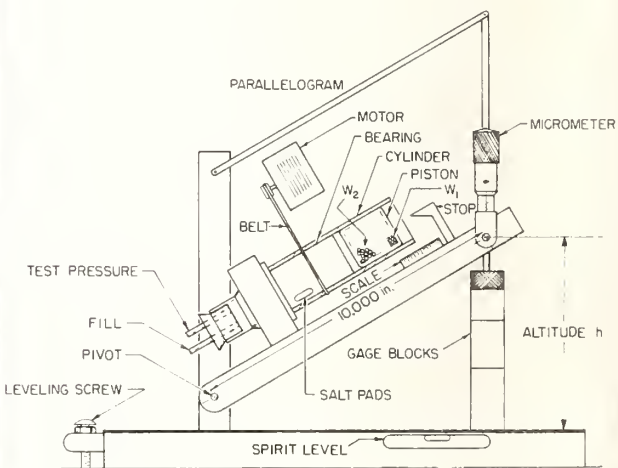 PARALLELOGRAM
MOTOR
BEARING
MICROMETER
CYLINDER
PISTON
W2
W1
STOP
BELT
TEST PRESSURE
SCALE
10.000 in.
FILL
ALTITUDE h
GAGE BLOCKS
PIVOT
LEVELING SCREW
SALT PADS
SPIRIT LEVEL